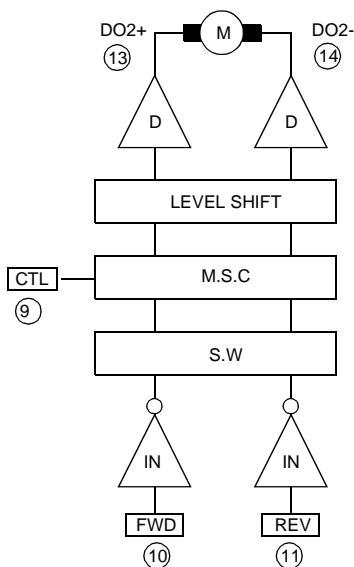 DO2+ M DO2-
13 14
D D
LEVEL SHIFT
CTL M.S.C
9
S.W
IN IN
FWD REV
10 11